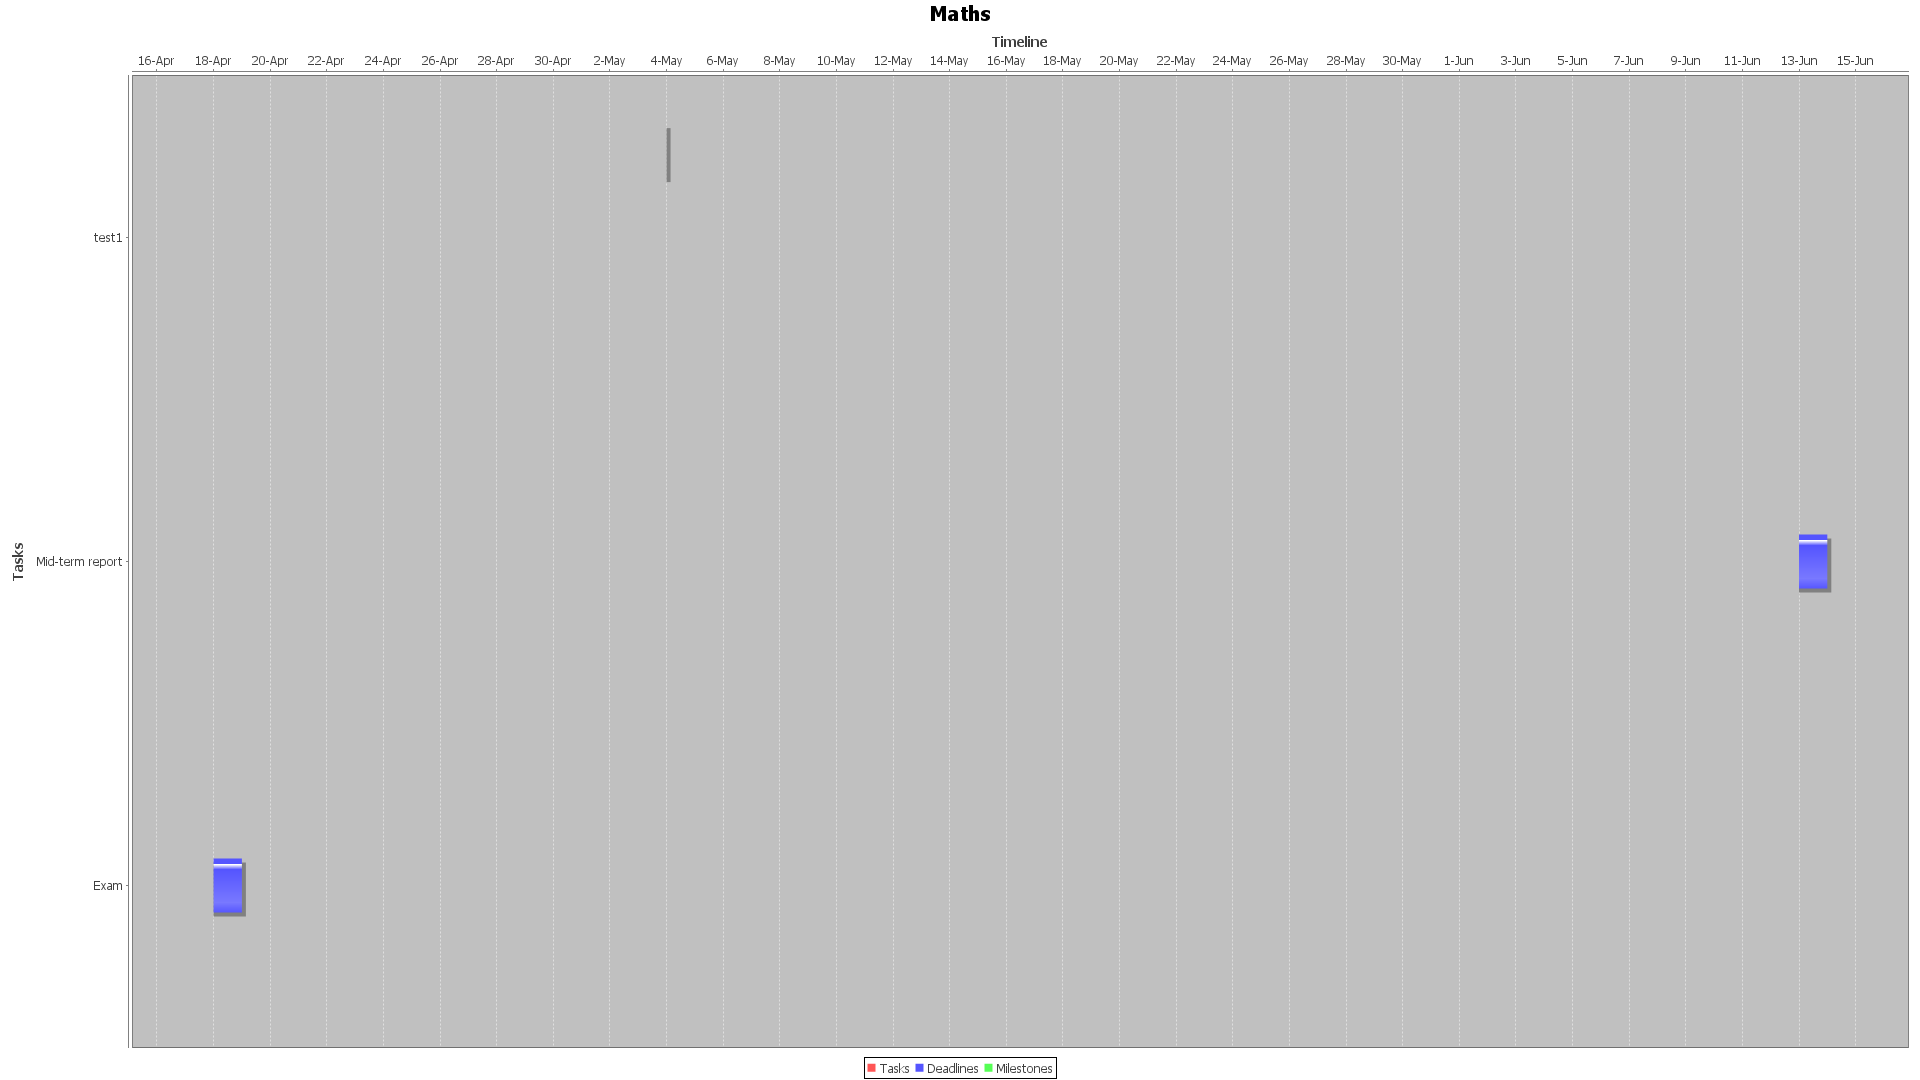 Maths
Timeline
16-Apr 18-Apr 20-Apr 22-Apr 24-Apr 26-Apr 28-Apr 30-Apr 2-May 4-May 6-May 8-May 10-May 12-May 14-May 16-May 18-May 20-May 22-May 24-May 26-May 28-May 30-May 1-Jun 3-Jun 5-Jun 7-Jun 9-Jun 11-Jun 13-Jun 15-Jun
test1
Tasks
Mid-term report
Exam
Tasks Deadlines Milestones